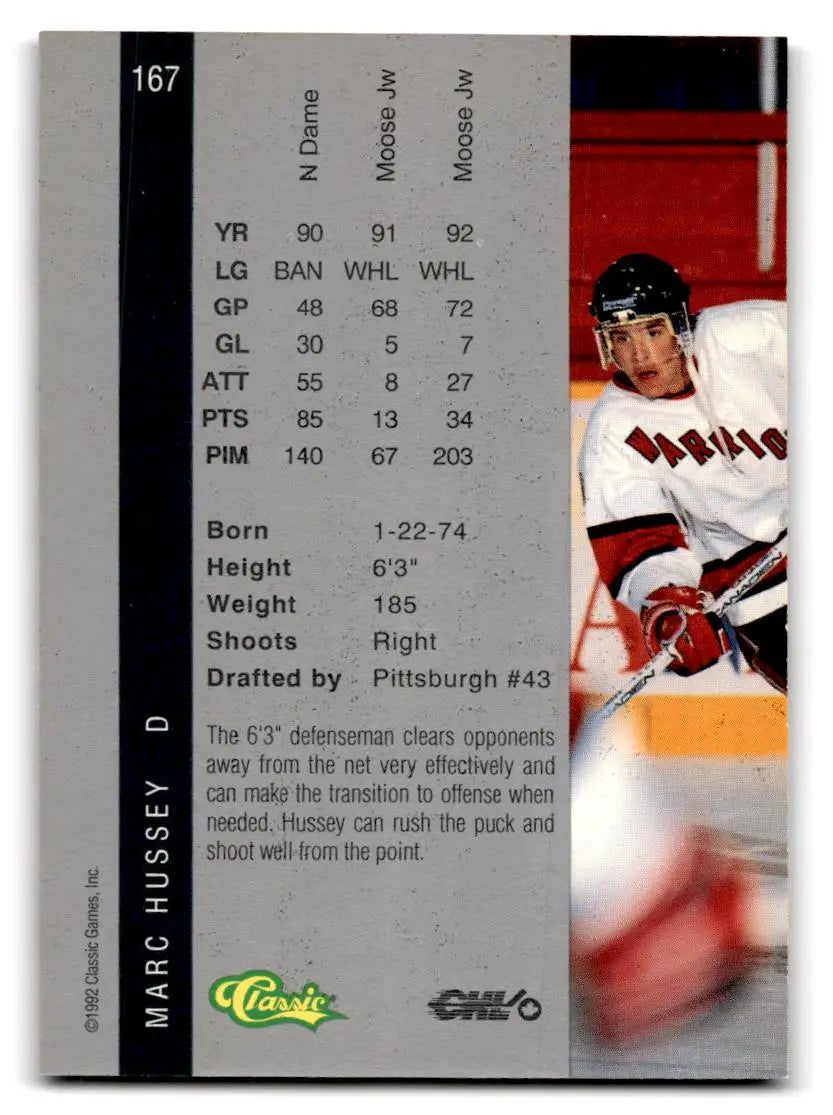 167
N Dame Moose Jw Moose Jw
YR 90 91 92
LG BAN WHL WHL
GP 48 68 72
GL 30 5 7
ATT 55 8 27
PTS 85 13 34
PIM 140 67 203
Born 1-22-74
Height 6'3"
Weight 185
Shoots Right
Drafted by Pittsburgh #43
The 6'3" defenseman clears opponents
away from the net very effectively and
can make the transition to offense when
needed. Hussey can rush the puck and
shoot well from the point.
MARC HUSSEY D
©1992 Classic Games, Inc.
Classic
CHL
WARRIO
CANADIEN